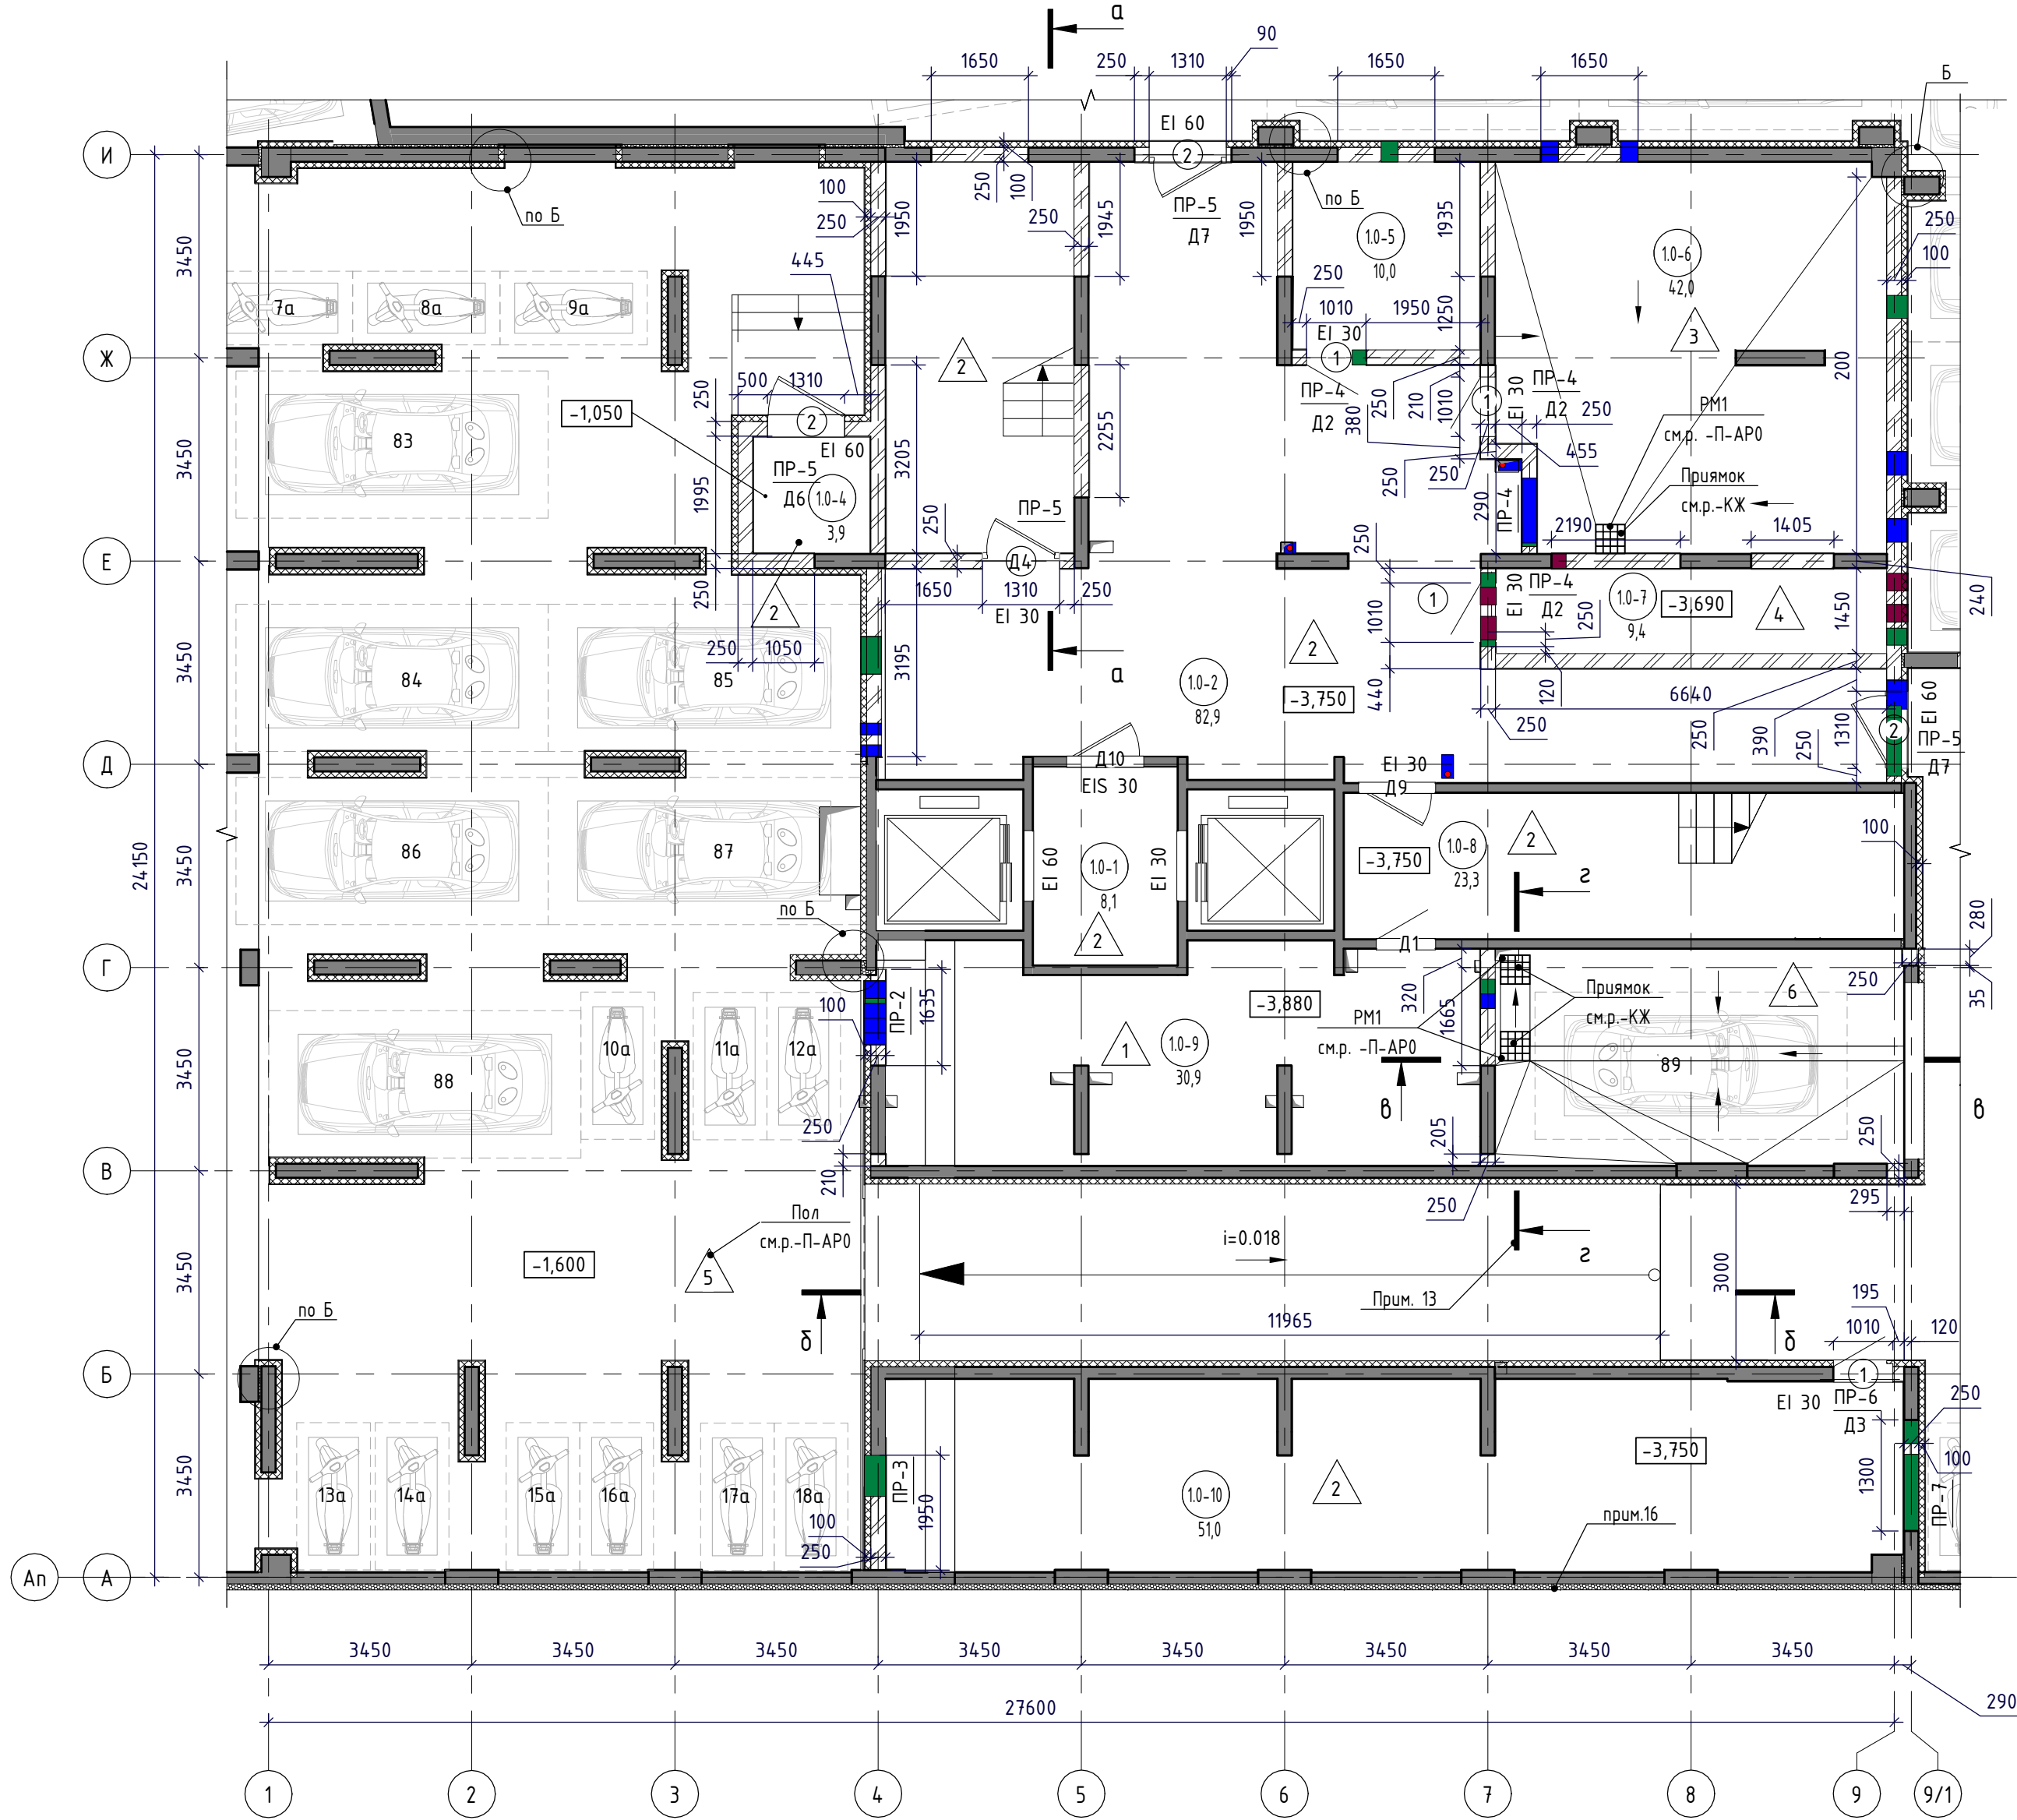 а
90
1650
250
1310
1650
1650
Б
EI 60
И
2
по Б
100
250
1950
250
100
250
1945
ПР-5
Д7
1950
по Б
1.0-5
10,0
1935
1.0-6
42,0
250
100
3450
445
250
1010
1950
1250
7а
8а
9а
EI 30
Ж
2
1
3
200
250
500
1310
ПР-4
Д2
380
250
210
1010
1
EI 30
ПР-4
Д2
250
РМ1
см.р. -П-АР0
-1,050
83
2
EI 60
3450
3205
2255
455
1995
ПР-5
Д6
1.0-4
3,9
250
250
290
ПР-4
Приямок
см.р.-КЖ
250
ПР-5
250
2190
1405
Е
Д4
250
1650
1310
250
EI 30
2
1
1010
EI 30
ПР-4
Д2
250
1.0-7
9,4
-3,690
4
1450
240
3450
84
85
250
1050
3195
а
2
1.0-2
82,9
-3,750
440
120
6640
250
250
390
250
1310
EI 60
2
ПР-5
Д7
Д
Д10
EIS 30
EI 30
Д9
24150
3450
86
87
EI 60
1.0-1
8,1
EI 30
2
-3,750
1.0-8
23,3
2
100
г
по Б
Д1
280
Г
100
ПР-2
1635
-3,880
320
1665
Приямок
см.р.-КЖ
6
250
35
РМ1
см.р. -П-АР0
3450
88
10а
11а
12а
1
1.0-9
30,9
89
250
в
в
205
250
В
210
250
295
Пол
см.р.-П-АР0
i=0.018
г
3450
-1,600
5
3000
Прим. 13
195
по Б
б
11965
б
1010
120
Б
1
EI 30
ПР-6
Д3
250
3450
-3,750
13а
14а
15а
16а
17а
18а
ПР-3
1950
1.0-10
51,0
2
1300
100
ПР-7
100
250
прим.16
Ап
А
3450
3450
3450
3450
3450
3450
3450
3450
290
27600
1
2
3
4
5
6
7
8
9
9/1